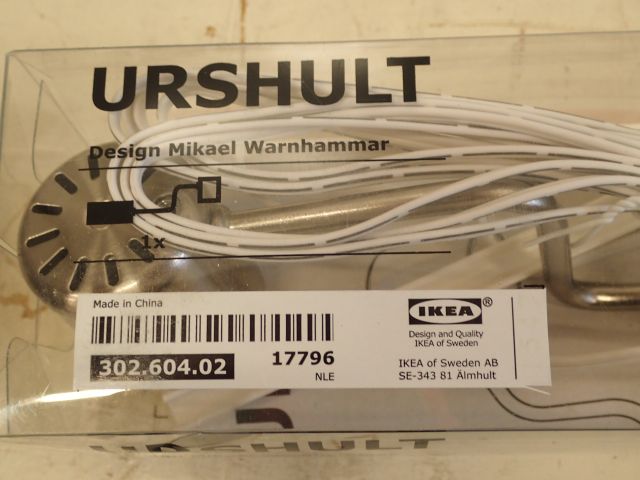 URSHULT
Design Mikael Warnhammar
1x
Made in China
302.604.02
17796
NLE
IKEA®
Design and Quality
IKEA of Sweden
IKEA of Sweden AB
SE-343 81 Älmhult
URSHULT